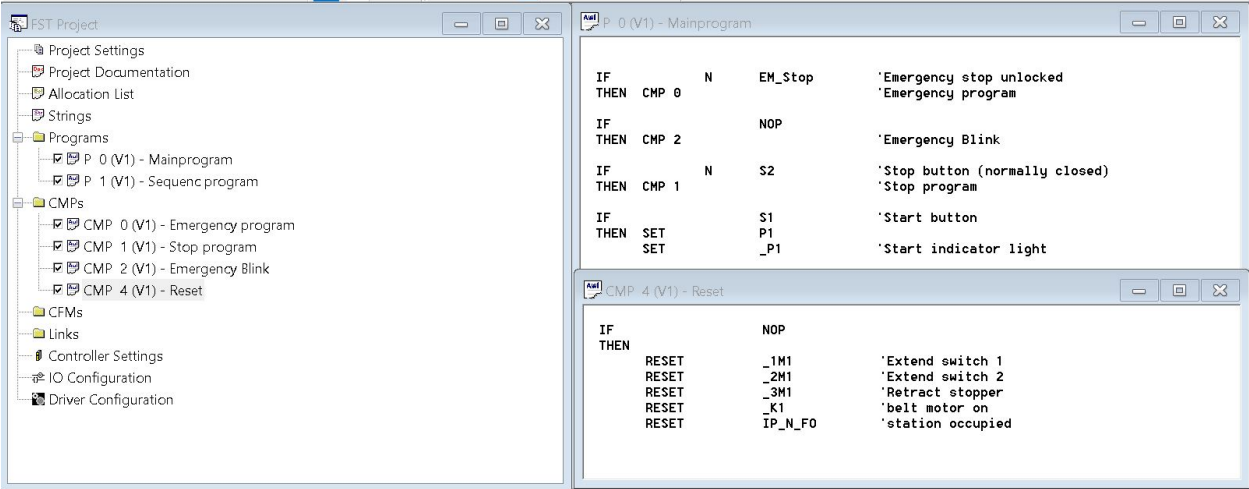 FST Project
Project Settings
Project Documentation
Allocation List
Strings
Programs
P 0 (V1) - Mainprogram
P 1 (V1) - Sequenc program
CMPs
CMP 0 (V1) - Emergency program
CMP 1 (V1) - Stop program
CMP 2 (V1) - Emergency Blink
CMP 4 (V1) - Reset
CFMs
Links
Controller Settings
IO Configuration
Driver Configuration
Awl P 0 (V1) - Mainprogram
IF N EM_Stop 'Emergency stop unlocked
THEN CMP 0 'Emergency program
IF NOP
THEN CMP 2 'Emergency Blink
IF N S2 'Stop button (normally closed)
THEN CMP 1 'Stop program
IF S1 'Start button
THEN SET P1
SET _P1 'Start indicator light
Awl CMP 4 (V1) - Reset
IF NOP
THEN
RESET _1M1 'Extend switch 1
RESET _2M1 'Extend switch 2
RESET _3M1 'Retract stopper
RESET _K1 'belt motor on
RESET IP_N_FO 'station occupied